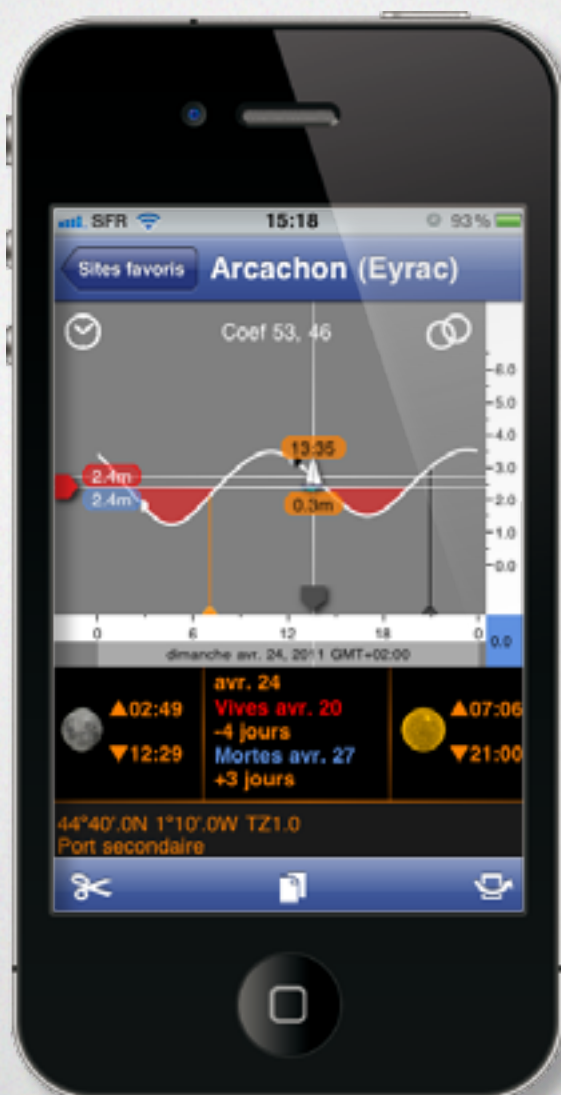 SFR 15:18 93%
Sites favoris Arcachon (Eyrac)
Coef 53, 46
6.0
5.0
4.0
3.0
2.0
1.0
0.0
13:35
2.4m
2.4m
0.3m
0 6 12 18 0
0.0
dimanche avr. 24, 2011 GMT+02:00
avr. 24
▲02:49 Vives avr. 20 ▲07:06
-4 jours
▼12:29 Mortes avr. 27 ▼21:00
+3 jours
44°40'.0N 1°10'.0W TZ1.0
Port secondaire